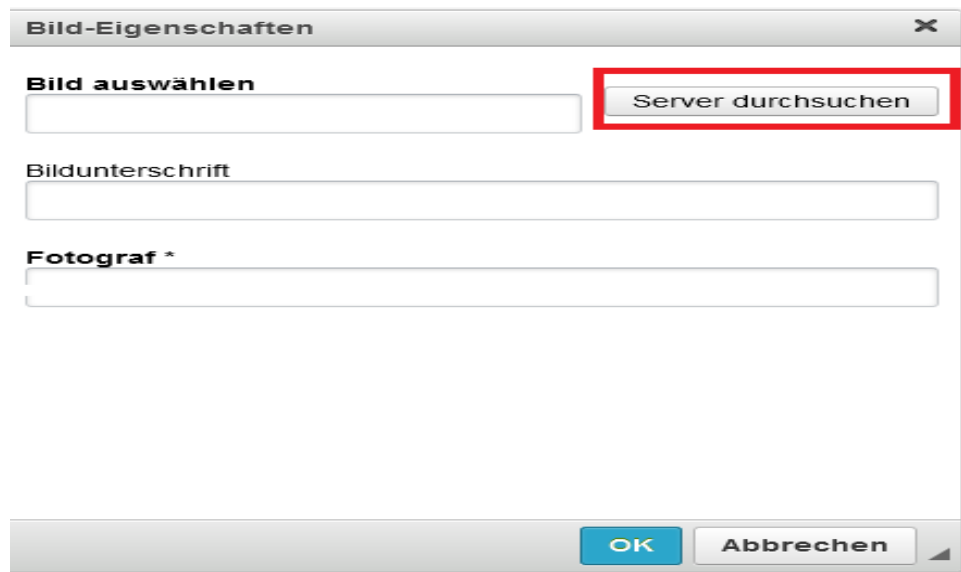 Bild-Eigenschaften
Bild auswählen
Server durchsuchen
Bildunterschrift
Fotograf *
OK Abbrechen